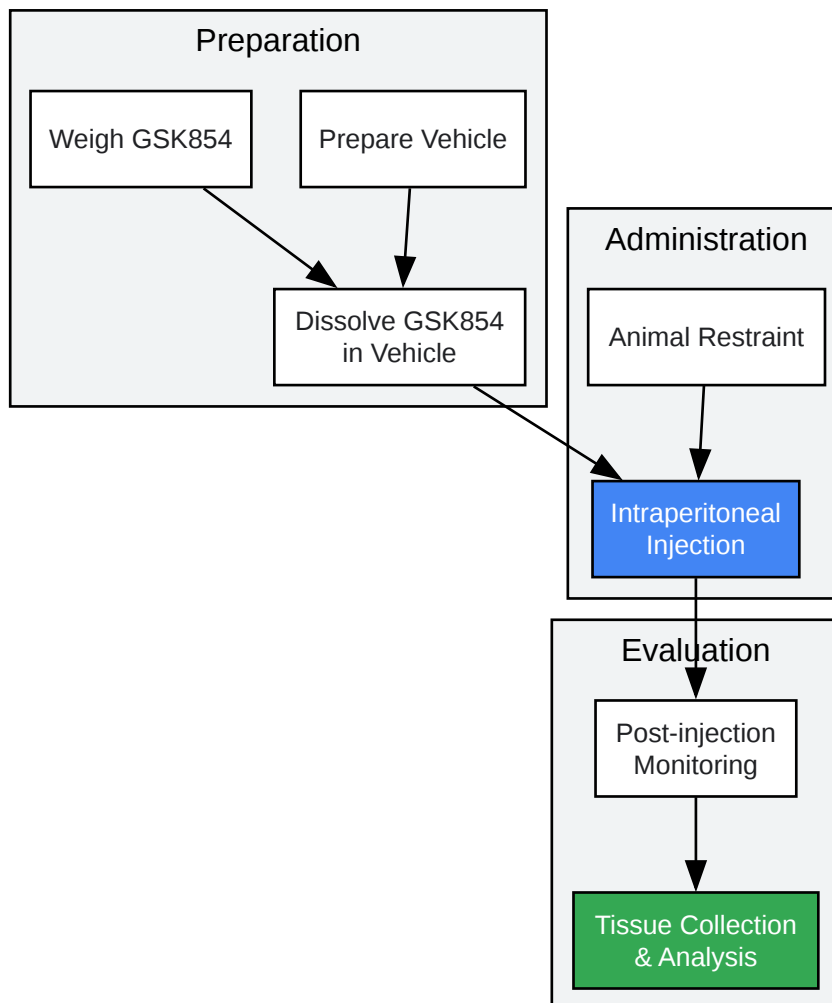 Preparation
Weigh GSK854
Prepare Vehicle
Dissolve GSK854
in Vehicle
Administration
Animal Restraint
Intraperitoneal
Injection
Evaluation
Post-injection
Monitoring
Tissue Collection
& Analysis